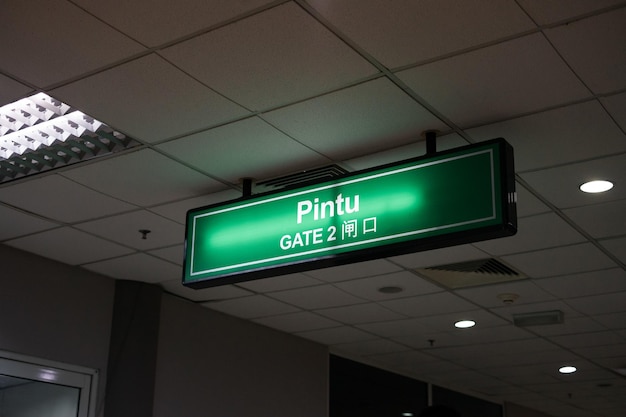 Pintu
GATE 2 闸口